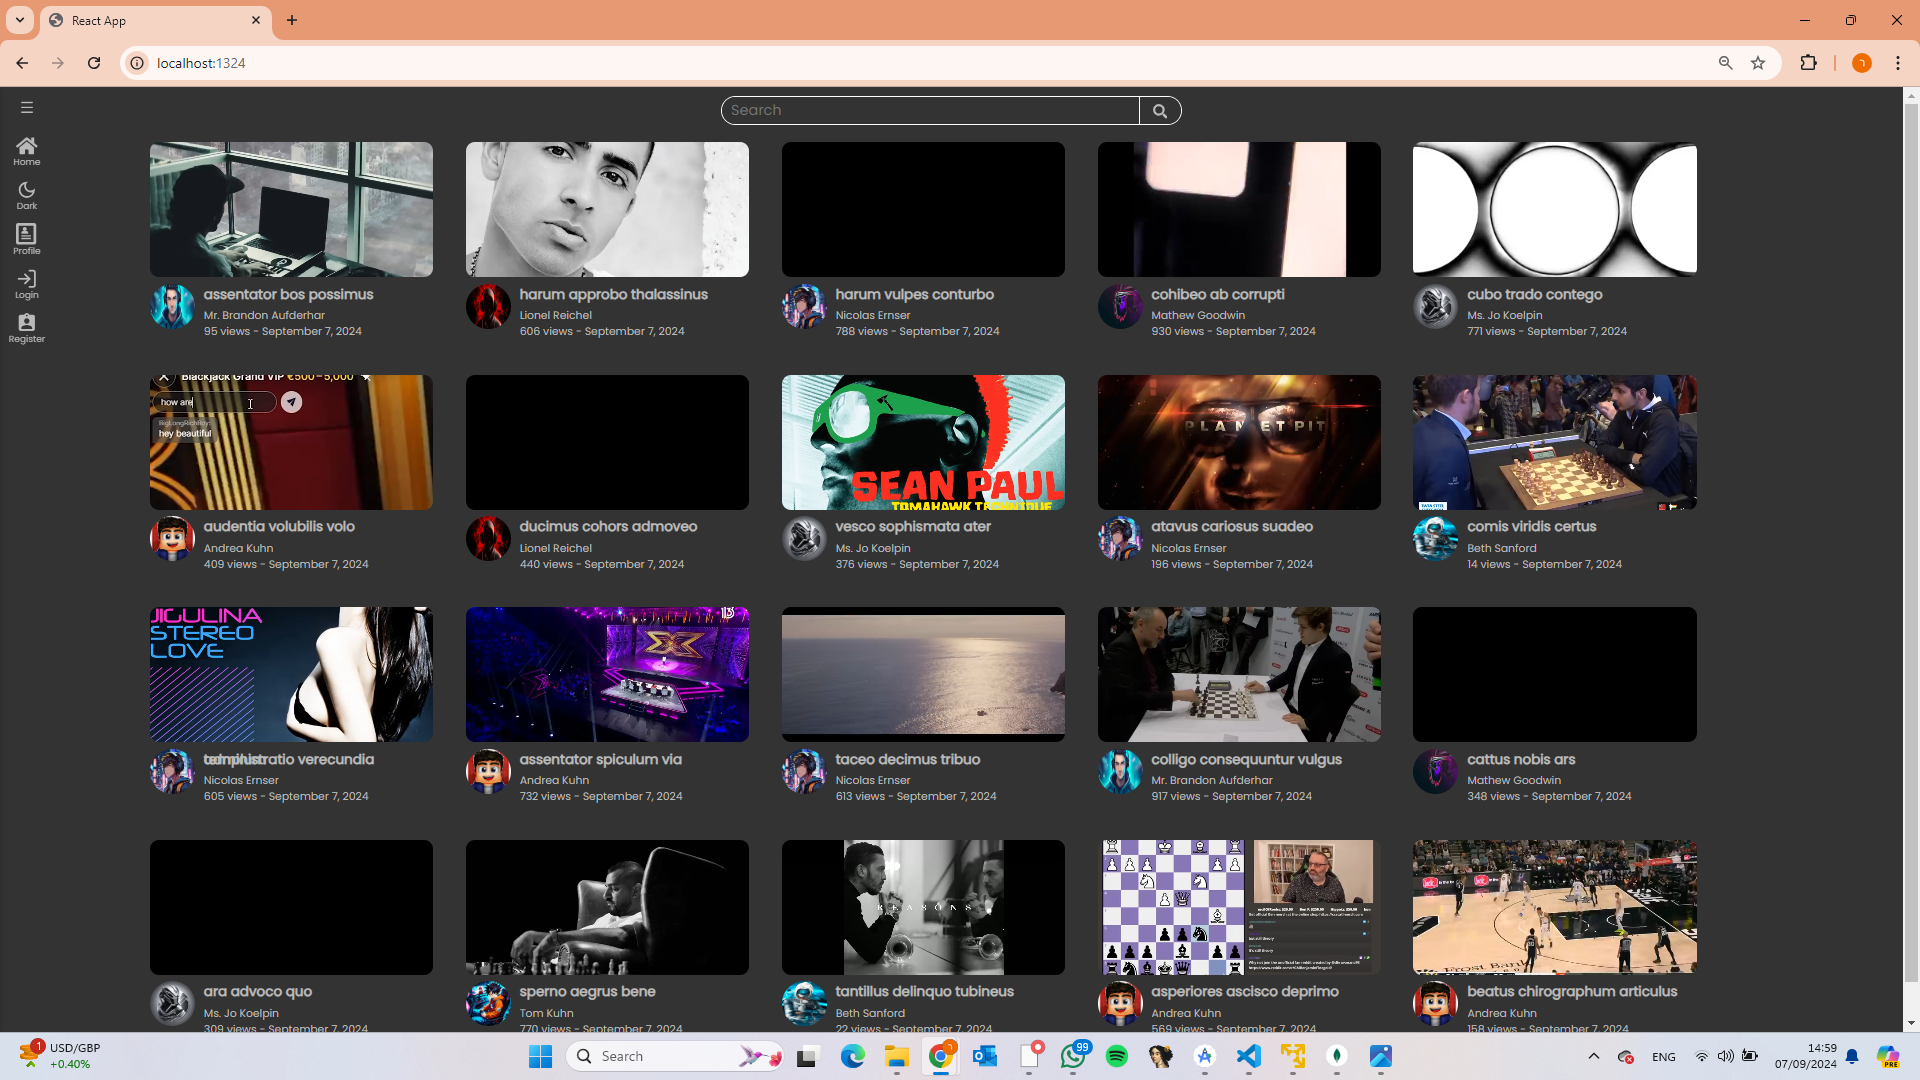 React App
localhost:1324
Search
Home
Dark
Profile
Login
Register
assentator bos possimus
Mr. Brandon Aufderhar
95 views - September 7, 2024
harum approbo thalassinus
Lionel Reichel
606 views - September 7, 2024
harum vulpes conturbo
Nicolas Ernser
788 views - September 7, 2024
cohibeo ab corrupti
Mathew Goodwin
930 views - September 7, 2024
cubo trado contego
Ms. Jo Koelpin
771 views - September 7, 2024
Blackjack Grand VIP €500-5,000
how are
BigLongRichBoy:
hey beautiful
audentia volubilis volo
Andrea Kuhn
409 views - September 7, 2024
ducimus cohors admoveo
Lionel Reichel
440 views - September 7, 2024
SEAN PAUL
TOMAHAWK TECHNIQUE
vesco sophismata ater
Ms. Jo Koelpin
376 views - September 7, 2024
PLANET PIT
atavus cariosus suadeo
Nicolas Ernser
196 views - September 7, 2024
comis viridis certus
Beth Sanford
14 views - September 7, 2024
JIGULINA
STEREO
LOVE
verecundia
Nicolas Ernser
605 views - September 7, 2024
X
13
assentator spiculum via
Andrea Kuhn
732 views - September 7, 2024
taceo decimus tribuo
Nicolas Ernser
613 views - September 7, 2024
colligo consequuntur vulgus
Mr. Brandon Aufderhar
917 views - September 7, 2024
cattus nobis ars
Mathew Goodwin
348 views - September 7, 2024
ara advoco quo
Ms. Jo Koelpin
309 views - September 7, 2024
sperno aegrus bene
Tom Kuhn
770 views - September 7, 2024
REASONS
tantillus delinquo tubineus
Beth Sanford
22 views - September 7, 2024
asperiores ascisco deprimo
Andrea Kuhn
569 views - September 7, 2024
Frost Bank
beatus chirographum articulus
Andrea Kuhn
158 views - September 7, 2024
1
USD/GBP
+0.40%
Search
99
ENG
14:59
07/09/2024
PRE